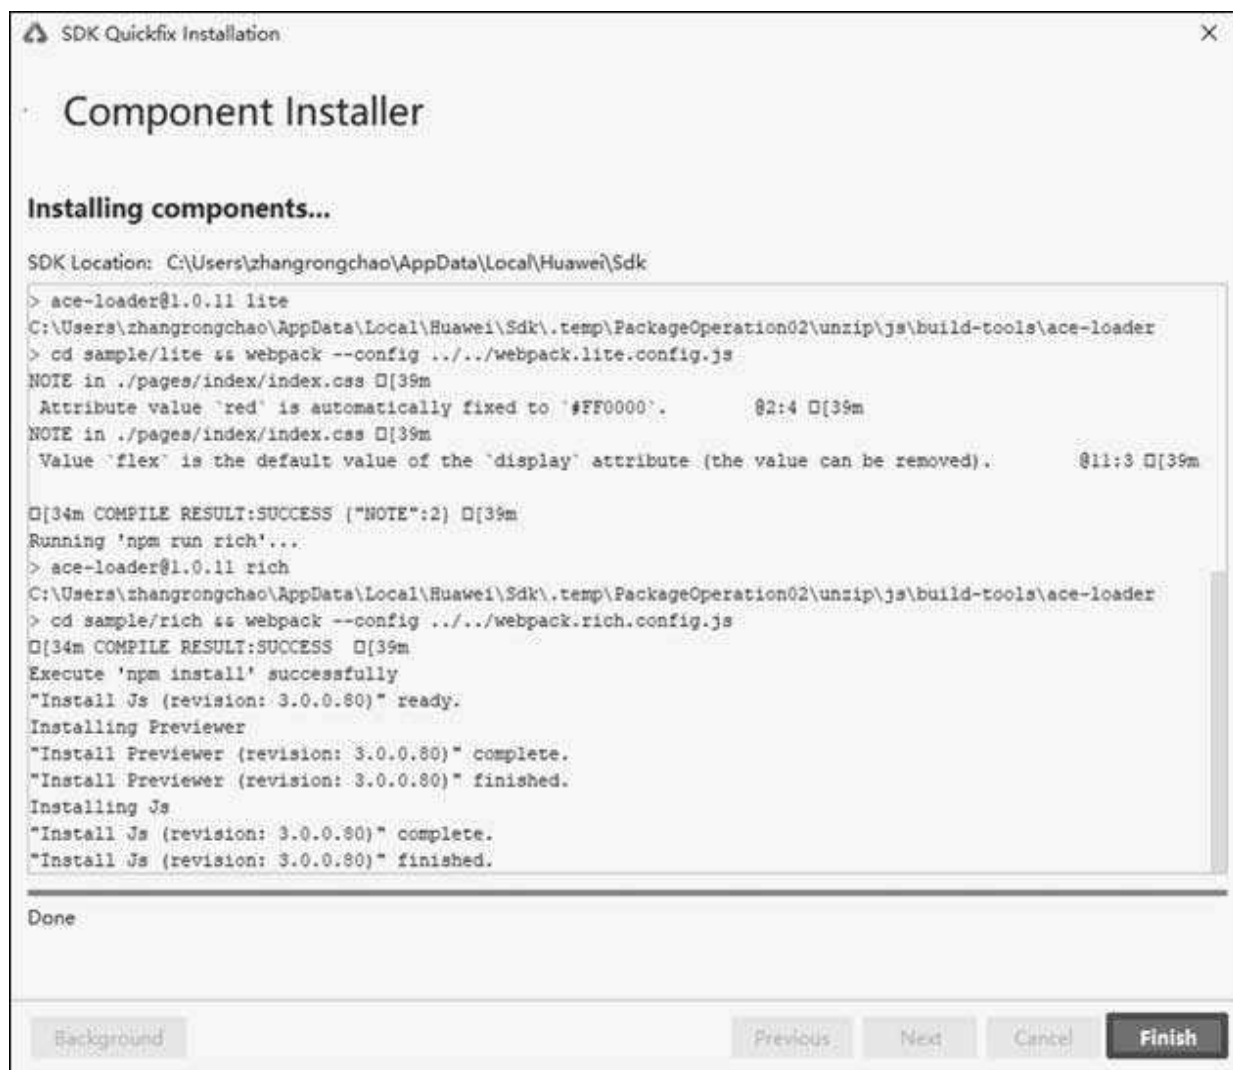 SDK Quickfix Installation
Component Installer
Installing components...
SDK Location: C:\Users\zhangrongchao\AppData\Local\Huawei\Sdk
> ace-loader@1.0.11 lite
C:\Users\zhangrongchao\AppData\Local\Huawei\Sdk\.temp\PackageOperation02\unzip\js\build-tools\ace-loader
> cd sample/lite && webpack --config ../../webpack.lite.config.js
NOTE in ./pages/index/index.css □[39m
Attribute value `red` is automatically fixed to `#FF0000`. @2:4 □[39m
NOTE in ./pages/index/index.css □[39m
Value `flex` is the default value of the `display` attribute (the value can be removed). @11:3 □[39m
□[34m COMPILE RESULT:SUCCESS {"NOTE":2} □[39m
Running 'npm run rich'...
> ace-loader@1.0.11 rich
C:\Users\zhangrongchao\AppData\Local\Huawei\Sdk\.temp\PackageOperation02\unzip\js\build-tools\ace-loader
> cd sample/rich && webpack --config ../../webpack.rich.config.js
□[34m COMPILE RESULT:SUCCESS □[39m
Execute 'npm install' successfully
"Install Js (revision: 3.0.0.80)" ready.
Installing Previewer
"Install Previewer (revision: 3.0.0.80)" complete.
"Install Previewer (revision: 3.0.0.80)" finished.
Installing Js
"Install Js (revision: 3.0.0.80)" complete.
"Install Js (revision: 3.0.0.80)" finished.
Done
Background Previous Next Cancel Finish